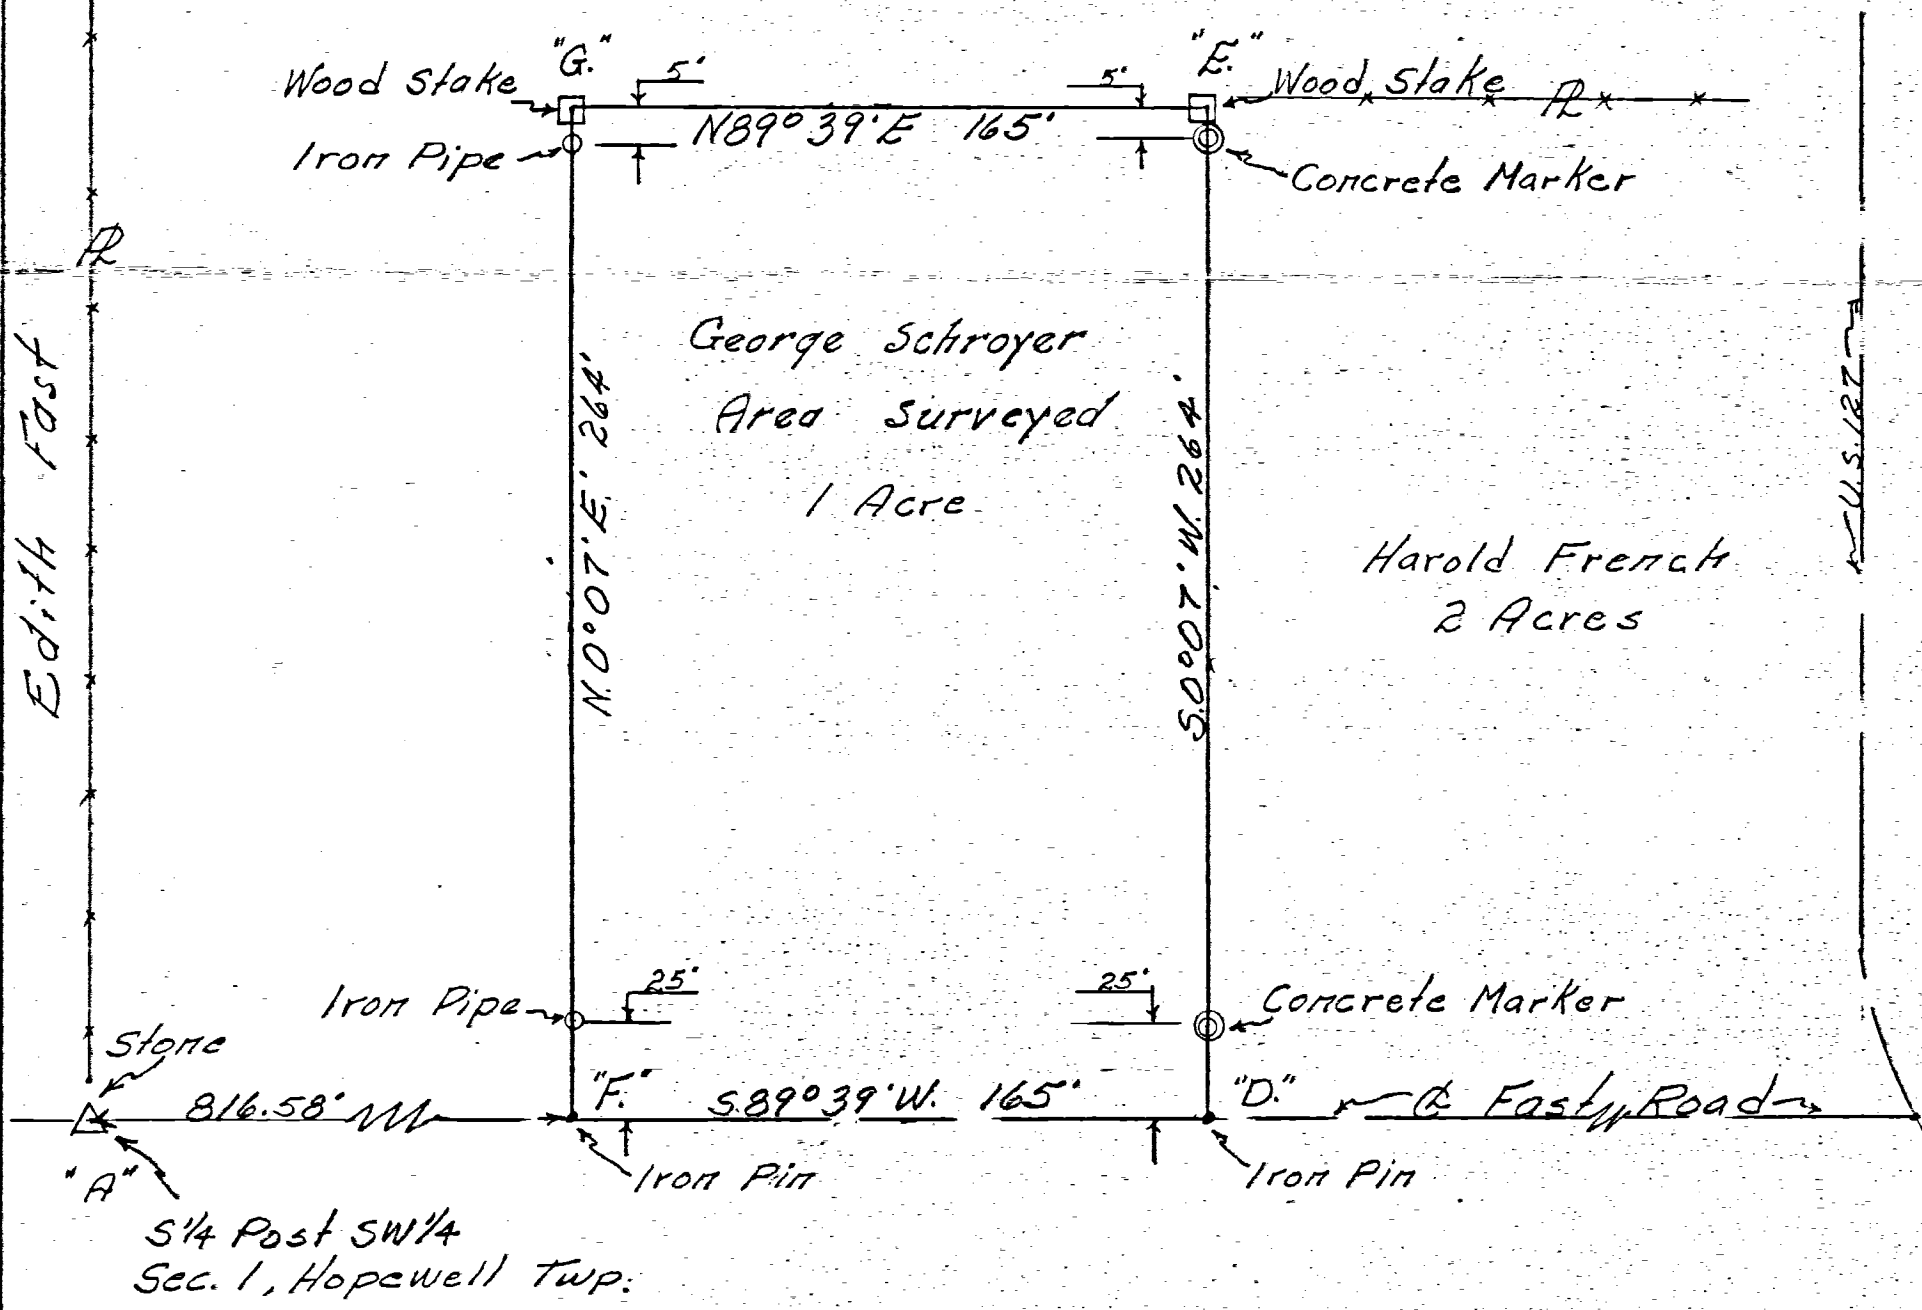 "G."
"E."
Wood Stake
5'
5'
Wood Stake
PL
N89°39'E 165'
Iron Pipe
Concrete Marker
PL
Edith Fast
George Schroyer
Area Surveyed
1 Acre
N.0°07'E. 264'
S.0°07'W. 264'
U.S. 127
Harold French
2 Acres
Iron Pipe
25'
25'
Concrete Marker
Stone
816.58'
"F."
S.89°39'W. 165'
"D."
CL Fast Road
"A"
Iron Pin
Iron Pin
S1/4 Post SW1/4
Sec. 1, Hopewell Twp.